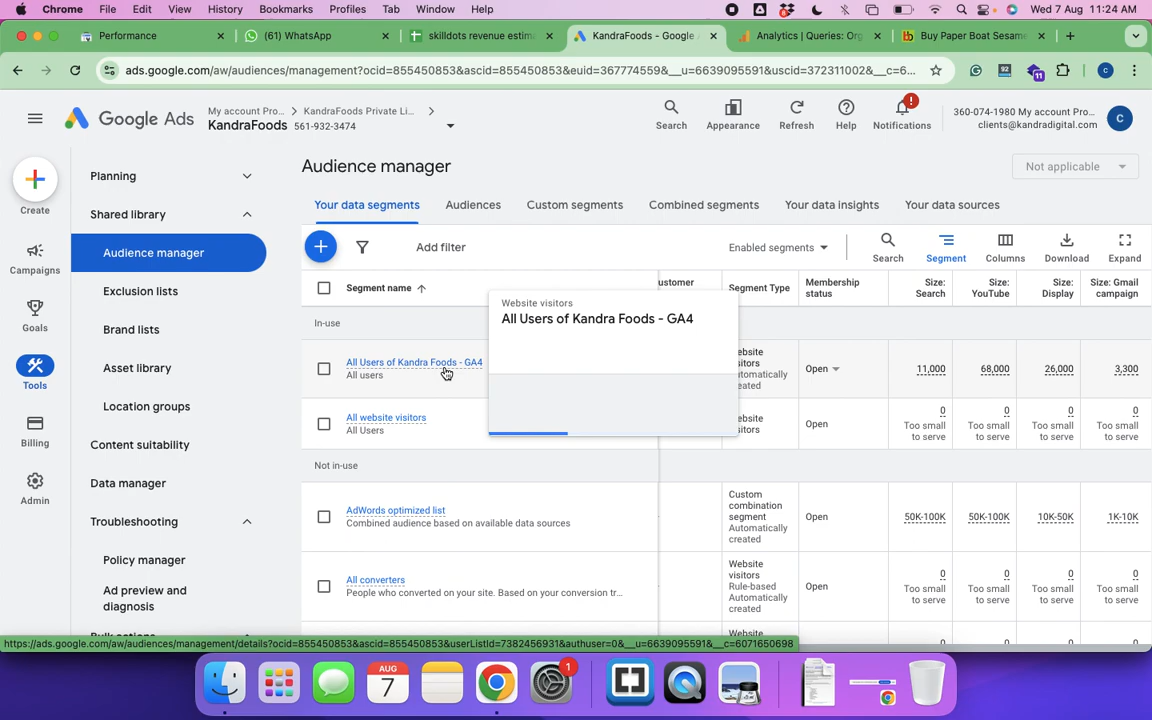 Chrome File Edit View History Bookmarks Profiles Tab Window Help Wed 7 Aug 11:24 AM
Performance (61) WhatsApp skilldots revenue estim KandraFoods - Google A Analytics | Queries: Org Buy Paper Boat Sesame
ads.google.com/aw/audiences/management?ocid=855450853&ascid=855450853&euid=367774559&__u=6639095591&uscid=372311002&__c=6... 92 11 C
Google Ads
My account Pro... KandraFoods Private Li...
KandraFoods 561-932-3474
Search Appearance Refresh Help Notifications !
360-074-1980 My account Pro...
clients@kandradigital.com C
Create
Campaigns
Goals
Tools
Billing
Admin
Planning
Shared library
Audience manager
Exclusion lists
Brand lists
Asset library
Location groups
Content suitability
Data manager
Troubleshooting
Policy manager
Ad preview and
diagnosis
Audience manager
Not applicable
Your data segments Audiences Custom segments Combined segments Your data insights Your data sources
Add filter
Enabled segments
Search Segment Columns Download Expand
Segment name
ustomer
Segment Type
Membership
status
Size:
Search
Size:
YouTube
Size:
Display
Size: Gmail
campaign
In-use
Website visitors
All Users of Kandra Foods - GA4
All Users of Kandra Foods - GA4
All users
ebsite
sitors
utomatically
eated
Open
11,000 68,000 26,000 3,300
All website visitors
All Users
ebsite
sitors
Open
0 0 0 0
Too small Too small Too small Too small
to serve to serve to serve to serve
Not in-use
AdWords optimized list
Combined audience based on available data sources
Custom
combination
segment
Automatically
created
Open
50K-100K 50K-100K 10K-50K 1K-10K
All converters
People who converted on your site. Based on your conversion tr...
Website
visitors
Rule-based
Automatically
created
Open
0 0 0 0
Too small Too small Too small Too small
to serve to serve to serve to serve
Website
https://ads.google.com/aw/audiences/management/details?ocid=855450853&ascid=855450853&userListId=7382456931&authuser=0&__u=6639095591&__c=6071650698
AUG
7
1